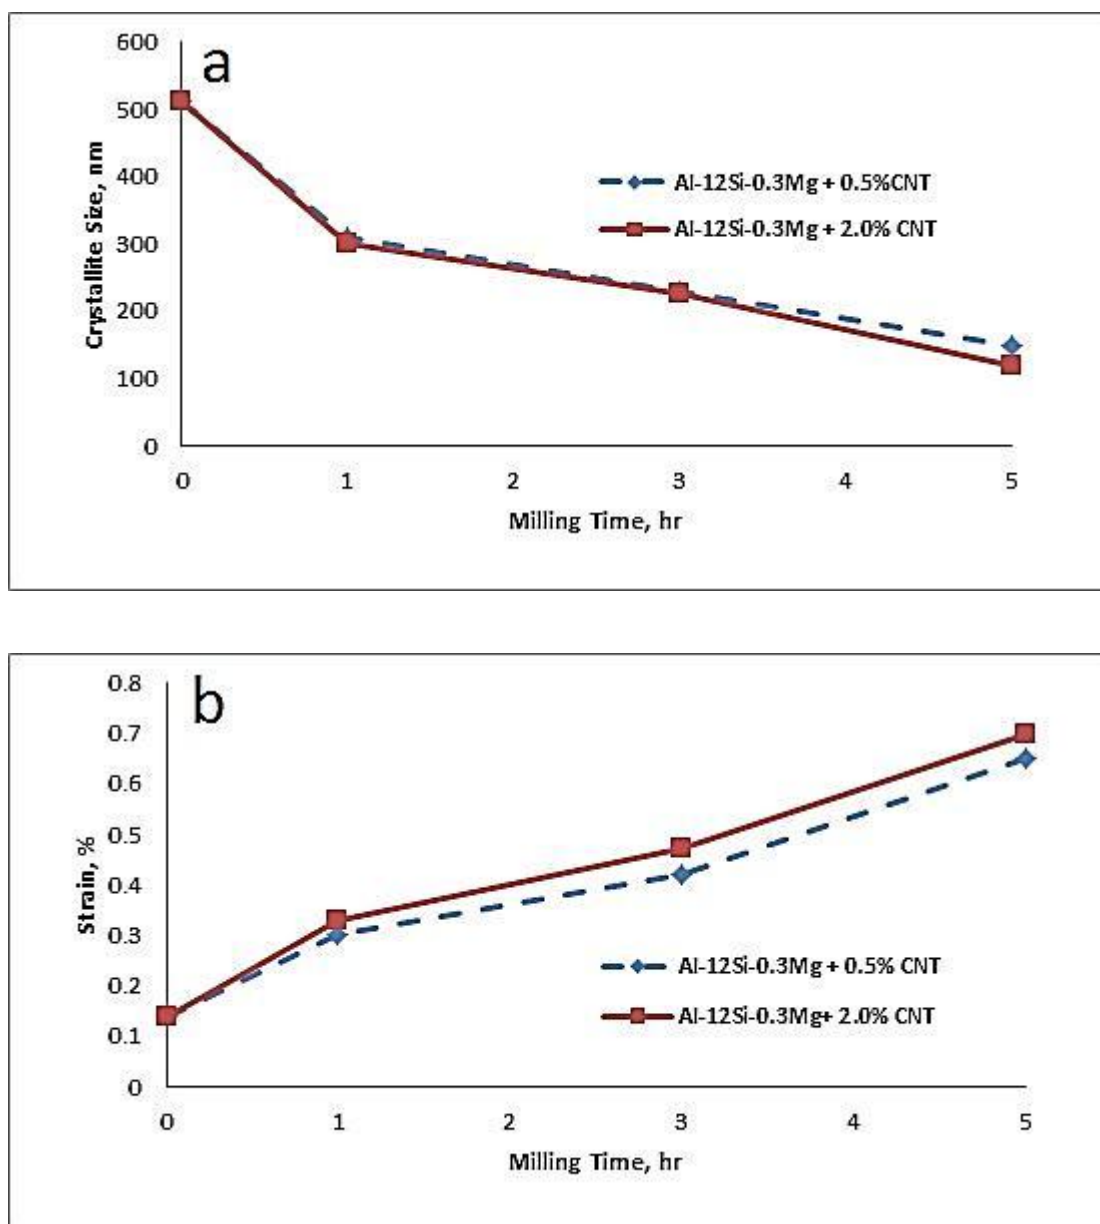 a
600
500
400
300
200
100
0
Crystallite Size, nm
Al-12Si-0.3Mg + 0.5%CNT
Al-12Si-0.3Mg + 2.0% CNT
0 1 2 3 4 5
Milling Time, hr
b
0.8
0.7
0.6
0.5
0.4
0.3
0.2
0.1
0
Strain, %
Al-12Si-0.3Mg + 0.5% CNT
Al-12Si-0.3Mg+ 2.0% CNT
0 1 2 3 4 5
Milling Time, hr